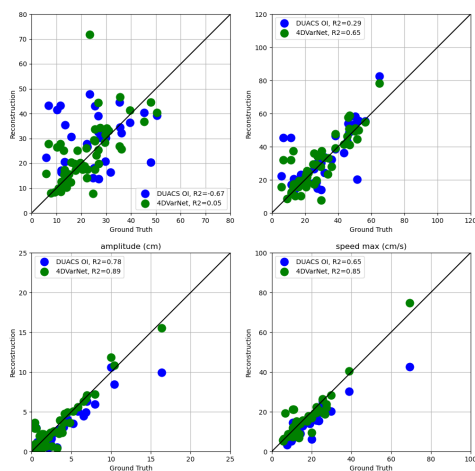 80
70
60
50
40
30
20
10
0
Reconstruction
DUACS OI, R2=-0.67
4DVarNet, R2=0.05
0 10 20 30 40 50 60 70 80
Ground Truth
120
100
80
60
40
20
0
Reconstruction
DUACS OI, R2=0.29
4DVarNet, R2=0.65
0 20 40 60 80 100 120
Ground Truth
amplitude (cm)
25
20
15
10
5
0
Reconstruction
DUACS OI, R2=0.78
4DVarNet, R2=0.89
0 5 10 15 20 25
Ground Truth
speed max (cm/s)
100
80
60
40
20
0
Reconstruction
DUACS OI, R2=0.65
4DVarNet, R2=0.85
0 20 40 60 80 100
Ground Truth